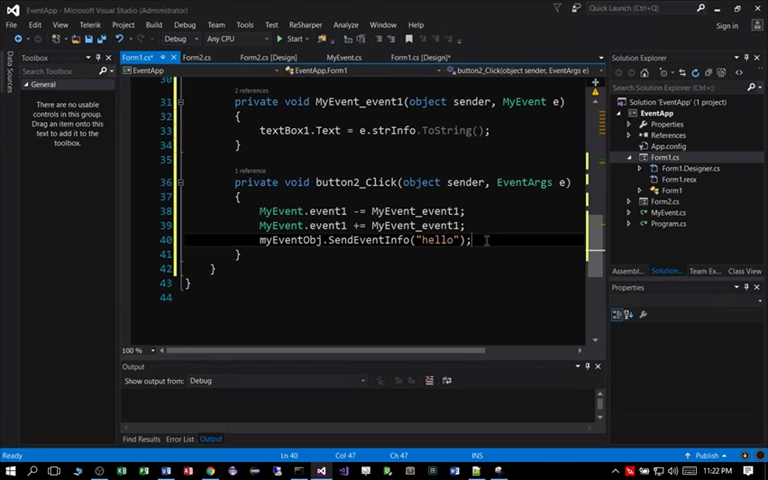 EventApp - Microsoft Visual Studio (Administrator)
Quick Launch (Ctrl+Q)
File Edit View Telerik Project Build Debug Team Tools Test ReSharper Analyze Window Help
Sign in
Debug Any CPU Start
Toolbox
Search Toolbox
General
There are no usable
controls in this group.
Drag an item onto this
text to add it to the
toolbox.
Data Sources
Form1.cs* Form2.cs Form2.cs [Design] MyEvent.cs Form1.cs [Design]*
EventApp EventApp.Form1 button2_Click(object sender, EventArgs e)
30
2 references
31 private void MyEvent_event1(object sender, MyEvent e)
32 {
33 textBox1.Text = e.strInfo.ToString();
34 }
35
1 reference
36 private void button2_Click(object sender, EventArgs e)
37 {
38 MyEvent.event1 -= MyEvent_event1;
39 MyEvent.event1 += MyEvent_event1;
40 myEventObj.SendEventInfo("hello");
41 }
42 }
43 }
44
100 %
Output
Show output from: Debug
Find Results Error List Output
Solution Explorer
Search Solution Explorer (Ctrl+;)
Solution 'EventApp' (1 project)
EventApp
Properties
References
App.config
Form1.cs
Form1.Designer.cs
Form1.resx
Form1
Form2.cs
MyEvent.cs
Program.cs
Assembl... Solution... Team Ex... Class View
Properties
Ln 40 Col 47 Ch 47 INS Publish
11:22 PM